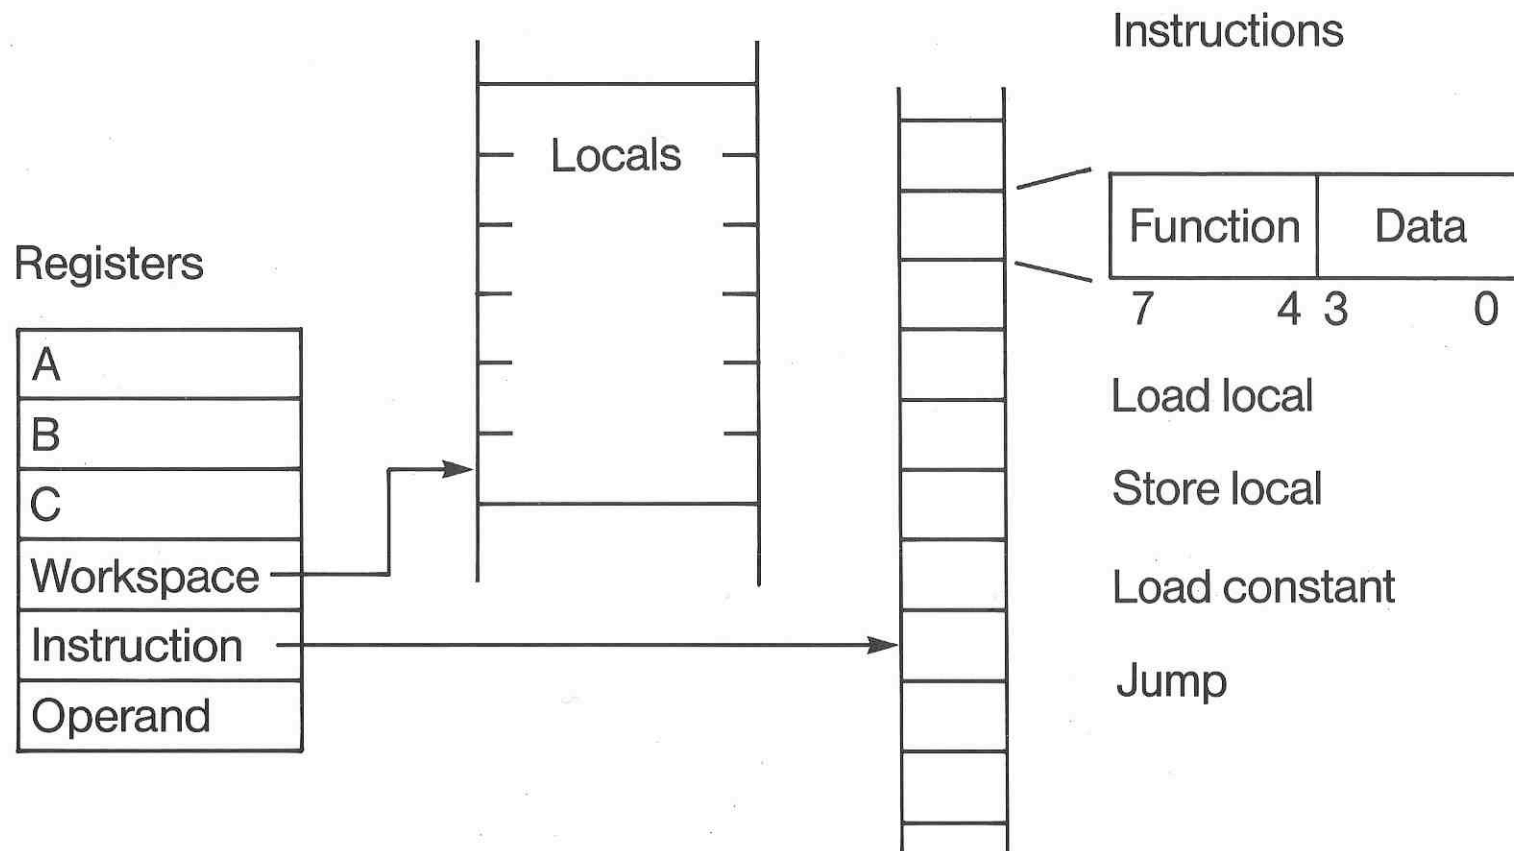 Registers
A
B
C
Workspace
Instruction
Operand
Locals
Instructions
Function Data
7 4 3 0
Load local
Store local
Load constant
Jump